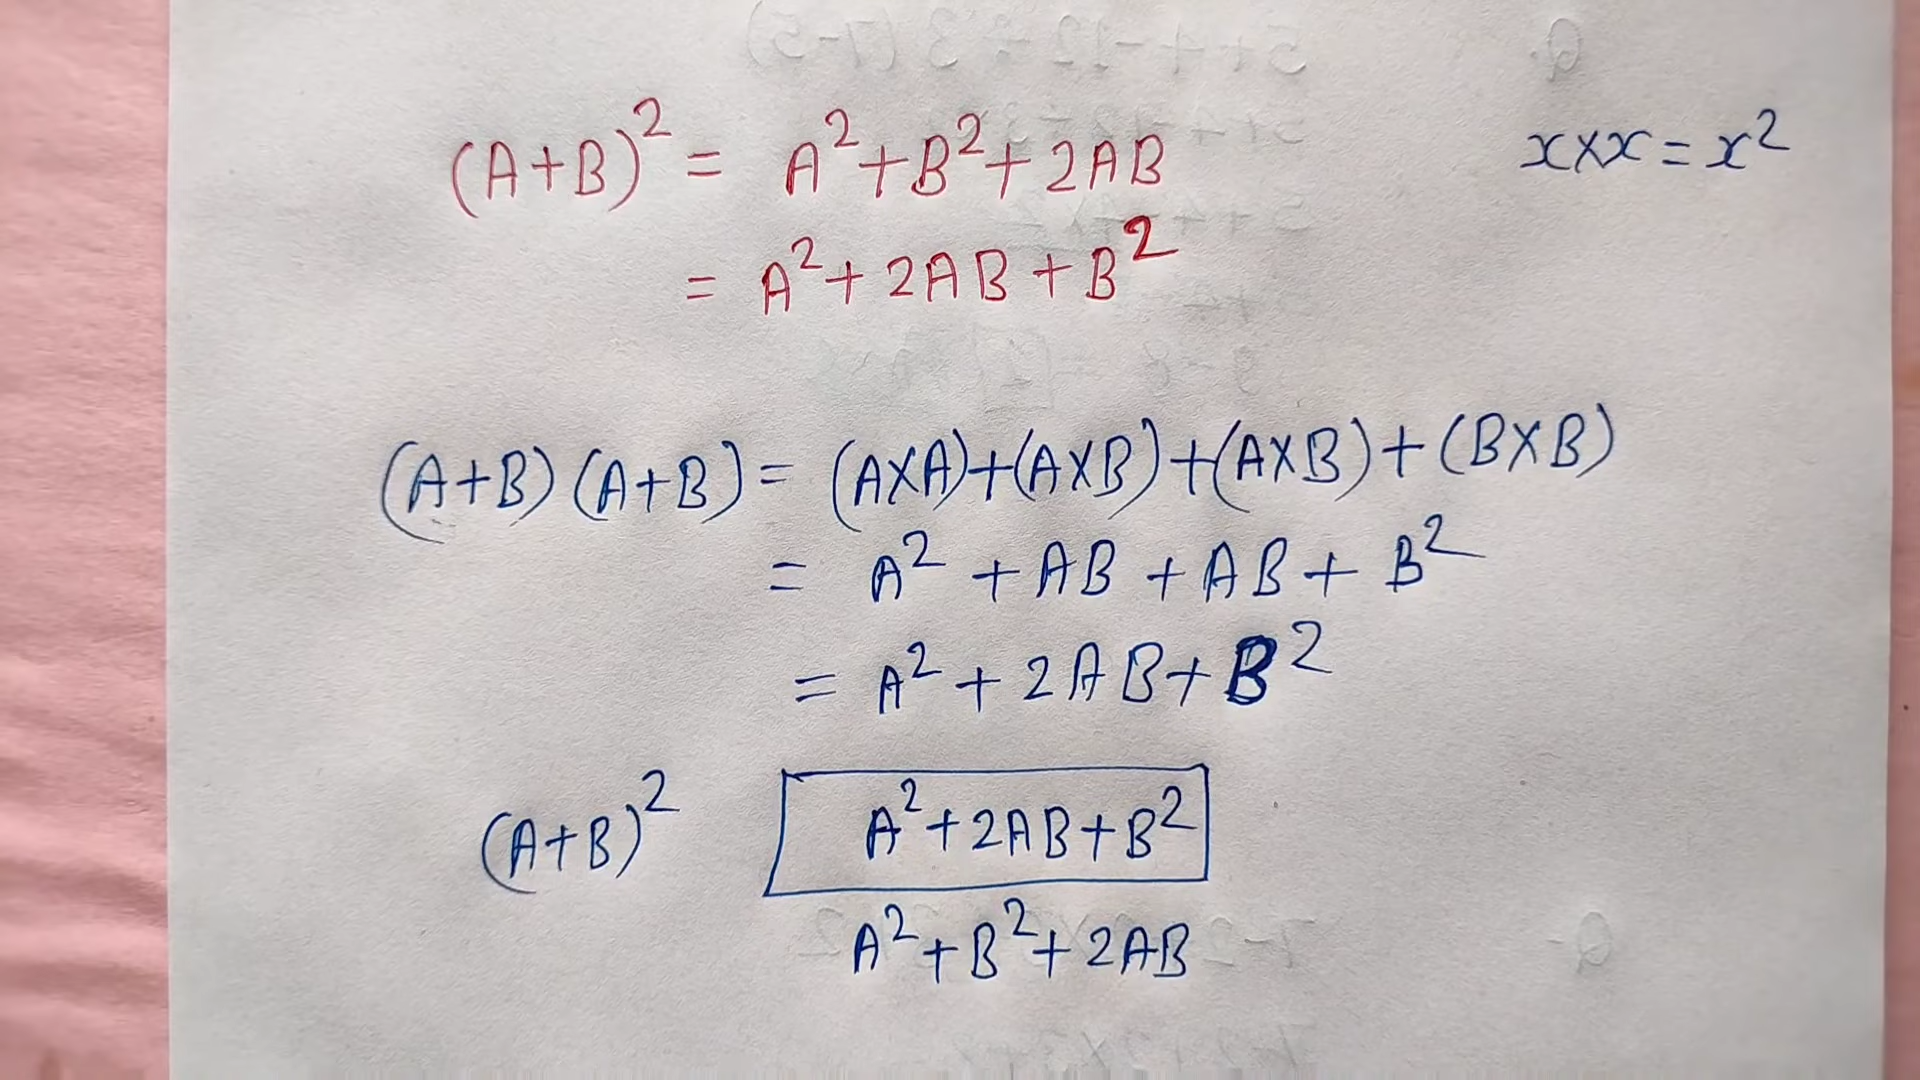 (A+B)² = A²+B²+2AB
x×x = x²
= A²+2AB+B²
(A+B)(A+B) = (A×A)+(A×B)+(A×B)+(B×B)
= A² + AB + AB + B²
= A² + 2AB + B²
(A+B)² A²+2AB+B²
A²+B²+2AB